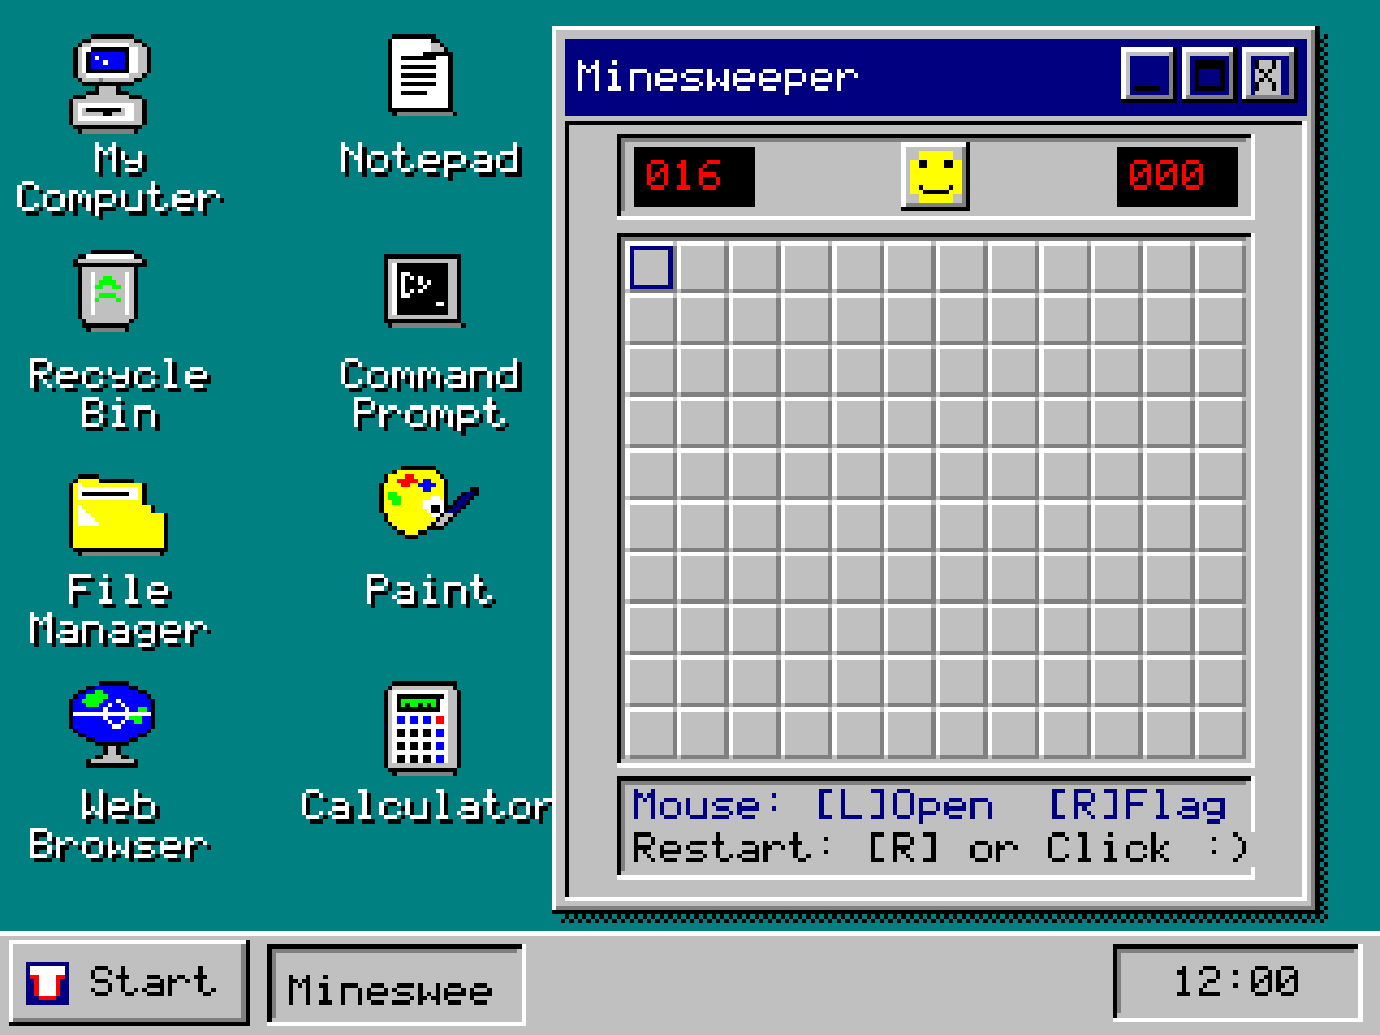 My
Computer
Notepad
Recycle
Bin
Command
Prompt
File
Manager
Paint
Web
Browser
Calculator
Minesweeper
016
000
Mouse: [L]Open [R]Flag
Restart: [R] or Click :)
Start
Mineswee
12:00